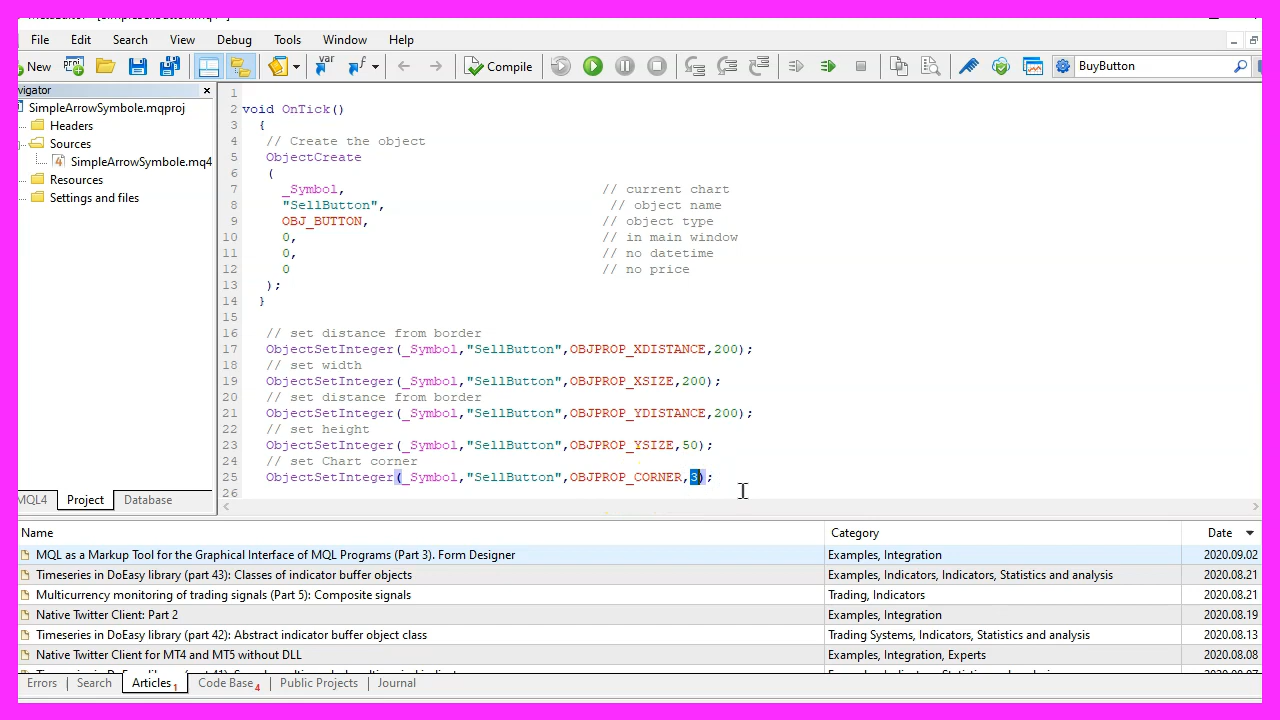 File Edit Search View Debug Tools Window Help
New Compile BuyButton
SimpleArrowSymbole.mqproj
Headers
Sources
SimpleArrowSymbole.mq4
Resources
Settings and files
MQL4 Project Database
1
2 void OnTick()
3 {
4 // Create the object
5 ObjectCreate
6 (
7 _Symbol, // current chart
8 "SellButton", // object name
9 OBJ_BUTTON, // object type
10 0, // in main window
11 0, // no datetime
12 0 // no price
13 );
14 }
15
16 // set distance from border
17 ObjectSetInteger(_Symbol,"SellButton",OBJPROP_XDISTANCE,200);
18 // set width
19 ObjectSetInteger(_Symbol,"SellButton",OBJPROP_XSIZE,200);
20 // set distance from border
21 ObjectSetInteger(_Symbol,"SellButton",OBJPROP_YDISTANCE,200);
22 // set height
23 ObjectSetInteger(_Symbol,"SellButton",OBJPROP_YSIZE,50);
24 // set Chart corner
25 ObjectSetInteger(_Symbol,"SellButton",OBJPROP_CORNER,3);
26
Name Category Date
MQL as a Markup Tool for the Graphical Interface of MQL Programs (Part 3). Form Designer Examples, Integration 2020.09.02
Timeseries in DoEasy library (part 43): Classes of indicator buffer objects Examples, Indicators, Indicators, Statistics and analysis 2020.08.21
Multicurrency monitoring of trading signals (Part 5): Composite signals Trading, Indicators 2020.08.21
Native Twitter Client: Part 2 Examples, Integration 2020.08.19
Timeseries in DoEasy library (part 42): Abstract indicator buffer object class Trading Systems, Indicators, Statistics and analysis 2020.08.13
Native Twitter Client for MT4 and MT5 without DLL Examples, Integration, Experts 2020.08.08
Errors Search Articles 1 Code Base 4 Public Projects Journal